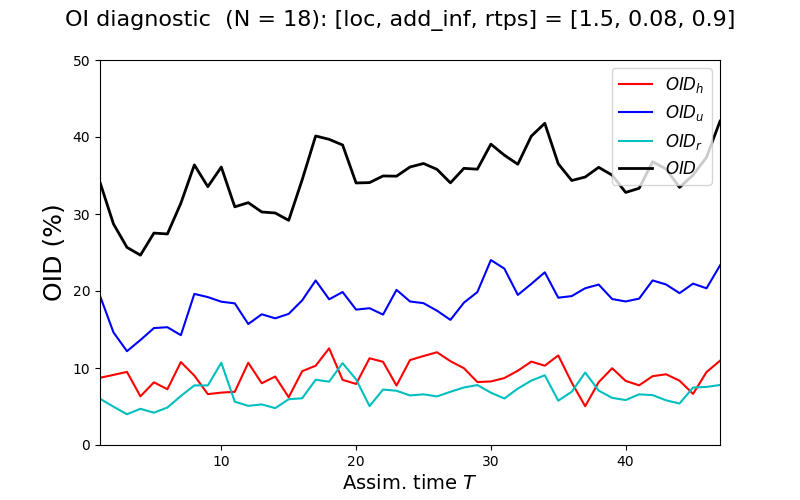 OI diagnostic (N = 18): [loc, add_inf, rtps] = [1.5, 0.08, 0.9]
OID (%)
50
40
30
20
10
0
OID_h
OID_u
OID_r
OID
10 20 30 40
Assim. time T